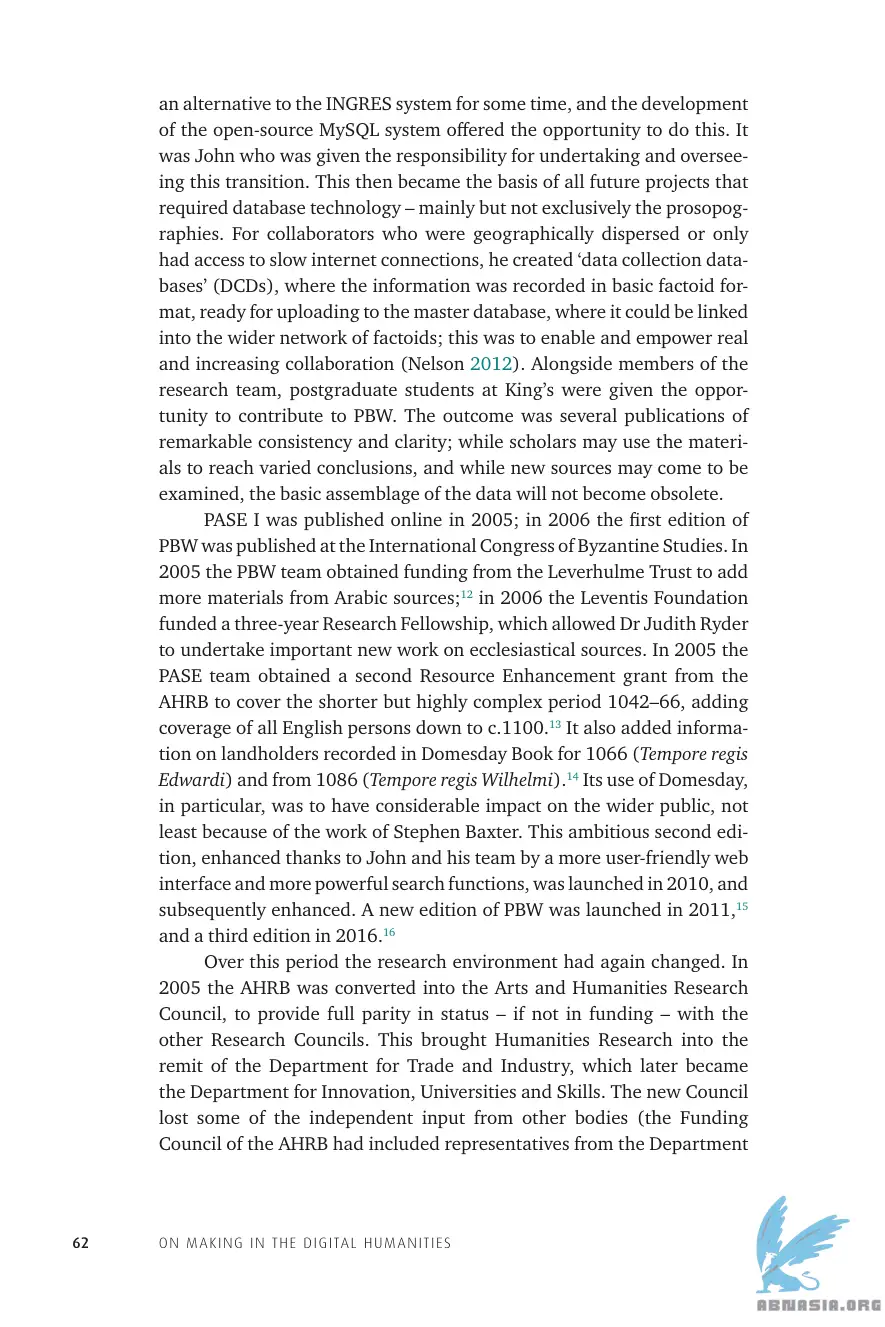 an alternative to the INGRES system for some time, and the development
of the open-source MySQL system offered the opportunity to do this. It
was John who was given the responsibility for undertaking and oversee-
ing this transition. This then became the basis of all future projects that
required database technology – mainly but not exclusively the prosopog-
raphies. For collaborators who were geographically dispersed or only
had access to slow internet connections, he created ‘data collection data-
bases’ (DCDs), where the information was recorded in basic factoid for-
mat, ready for uploading to the master database, where it could be linked
into the wider network of factoids; this was to enable and empower real
and increasing collaboration (Nelson 2012). Alongside members of the
research team, postgraduate students at King’s were given the oppor-
tunity to contribute to PBW. The outcome was several publications of
remarkable consistency and clarity; while scholars may use the materi-
als to reach varied conclusions, and while new sources may come to be
examined, the basic assemblage of the data will not become obsolete.
PASE I was published online in 2005; in 2006 the first edition of
PBW was published at the International Congress of Byzantine Studies. In
2005 the PBW team obtained funding from the Leverhulme Trust to add
more materials from Arabic sources;12 in 2006 the Leventis Foundation
funded a three-year Research Fellowship, which allowed Dr Judith Ryder
to undertake important new work on ecclesiastical sources. In 2005 the
PASE team obtained a second Resource Enhancement grant from the
AHRB to cover the shorter but highly complex period 1042–66, adding
coverage of all English persons down to c.1100.13 It also added informa-
tion on landholders recorded in Domesday Book for 1066 (Tempore regis
Edwardi) and from 1086 (Tempore regis Wilhelmi).14 Its use of Domesday,
in particular, was to have considerable impact on the wider public, not
least because of the work of Stephen Baxter. This ambitious second edi-
tion, enhanced thanks to John and his team by a more user-friendly web
interface and more powerful search functions, was launched in 2010, and
subsequently enhanced. A new edition of PBW was launched in 2011,15
and a third edition in 2016.16
Over this period the research environment had again changed. In
2005 the AHRB was converted into the Arts and Humanities Research
Council, to provide full parity in status – if not in funding – with the
other Research Councils. This brought Humanities Research into the
remit of the Department for Trade and Industry, which later became
the Department for Innovation, Universities and Skills. The new Council
lost some of the independent input from other bodies (the Funding
Council of the AHRB had included representatives from the Department
62 ON MAKING IN THE DIGITAL HUMANITIES
ABNASIA.ORG